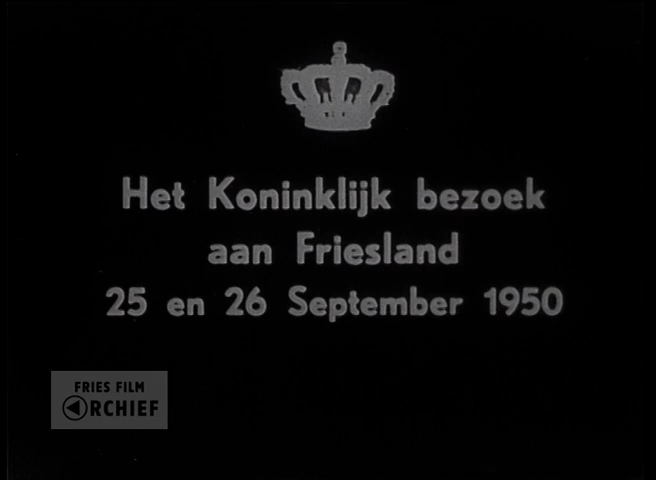 Het Koninklijk bezoek
aan Friesland
25 en 26 September 1950
FRIES FILM
ARCHIEF